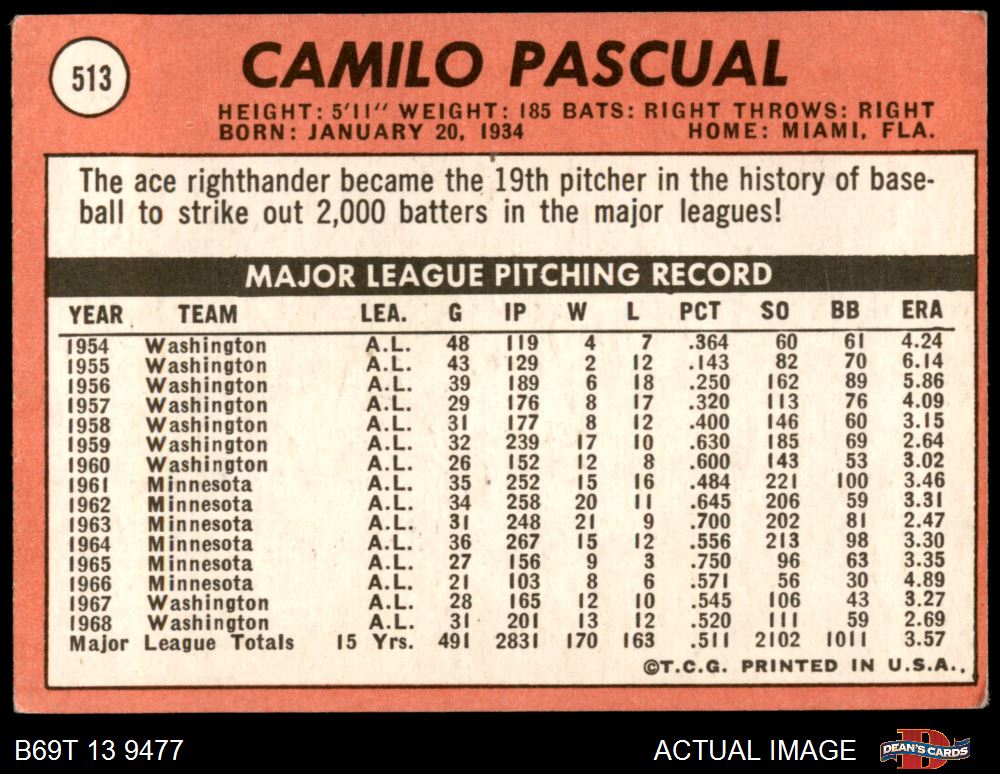 513
CAMILO PASCUAL
HEIGHT: 5'11" WEIGHT: 185 BATS: RIGHT THROWS: RIGHT
BORN: JANUARY 20, 1934 HOME: MIAMI, FLA.
The ace righthander became the 19th pitcher in the history of base-
ball to strike out 2,000 batters in the major leagues!
MAJOR LEAGUE PITCHING RECORD
YEAR TEAM LEA. G IP W L PCT SO BB ERA
1954 Washington A.L. 48 119 4 7 .364 60 61 4.24
1955 Washington A.L. 43 129 2 12 .143 82 70 6.14
1956 Washington A.L. 39 189 6 18 .250 162 89 5.86
1957 Washington A.L. 29 176 8 17 .320 113 76 4.09
1958 Washington A.L. 31 177 8 12 .400 146 60 3.15
1959 Washington A.L. 32 239 17 10 .630 185 69 2.64
1960 Washington A.L. 26 152 12 8 .600 143 53 3.02
1961 Minnesota A.L. 35 252 15 16 .484 221 100 3.46
1962 Minnesota A.L. 34 258 20 11 .645 206 59 3.31
1963 Minnesota A.L. 31 248 21 9 .700 202 81 2.47
1964 Minnesota A.L. 36 267 15 12 .556 213 98 3.30
1965 Minnesota A.L. 27 156 9 3 .750 96 63 3.35
1966 Minnesota A.L. 21 103 8 6 .571 56 30 4.89
1967 Washington A.L. 28 165 12 10 .545 106 43 3.27
1968 Washington A.L. 31 201 13 12 .520 111 59 2.69
Major League Totals 15 Yrs. 491 2831 170 163 .511 2102 1011 3.57
©T.C.G. PRINTED IN U.S.A.
B69T 13 9477 ACTUAL IMAGE DEAN'S CARDS